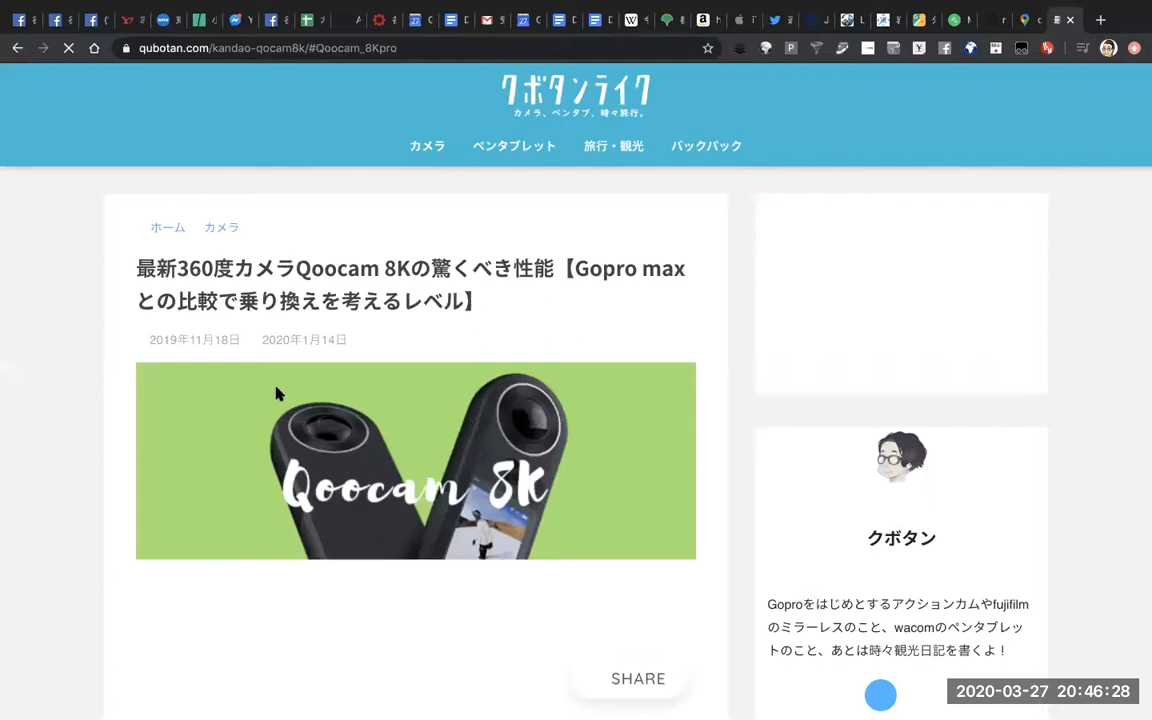 qubotan.com/kandao-qocam8k/#Qoocam_8Kpro
クボタンライク
カメラ、ペンタブ、時々旅行。
カメラ ペンタブレット 旅行・観光 バックパック
ホーム カメラ
最新360度カメラQoocam 8Kの驚くべき性能【Gopro max
との比較で乗り換えを考えるレベル】
2019年11月18日 2020年1月14日
Qoocam 8K
SHARE
クボタン
Goproをはじめとするアクションカムやfujifilm
のミラーレスのこと、wacomのペンタブレッ
トのこと、あとは時々観光日記を書くよ！
2020-03-27 20:46:28